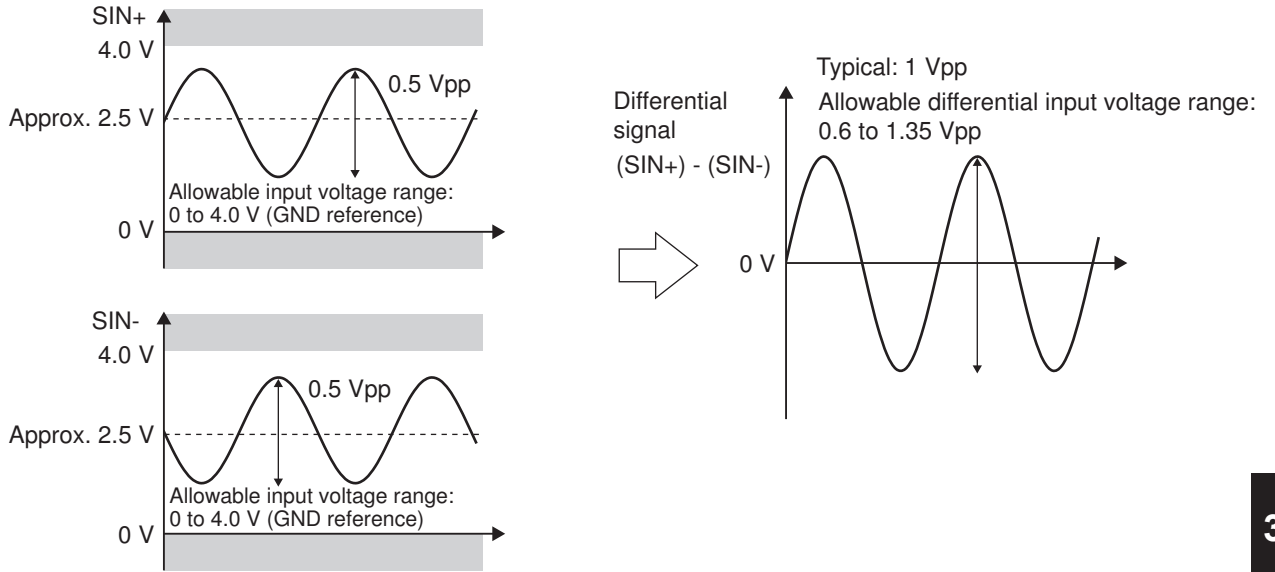 SIN+
4.0 V
0.5 Vpp
Approx. 2.5 V
Allowable input voltage range:
0 to 4.0 V (GND reference)
0 V
SIN-
4.0 V
0.5 Vpp
Approx. 2.5 V
Allowable input voltage range:
0 to 4.0 V (GND reference)
0 V
Typical: 1 Vpp
Differential
signal
(SIN+) - (SIN-)
Allowable differential input voltage range:
0.6 to 1.35 Vpp
0 V
3